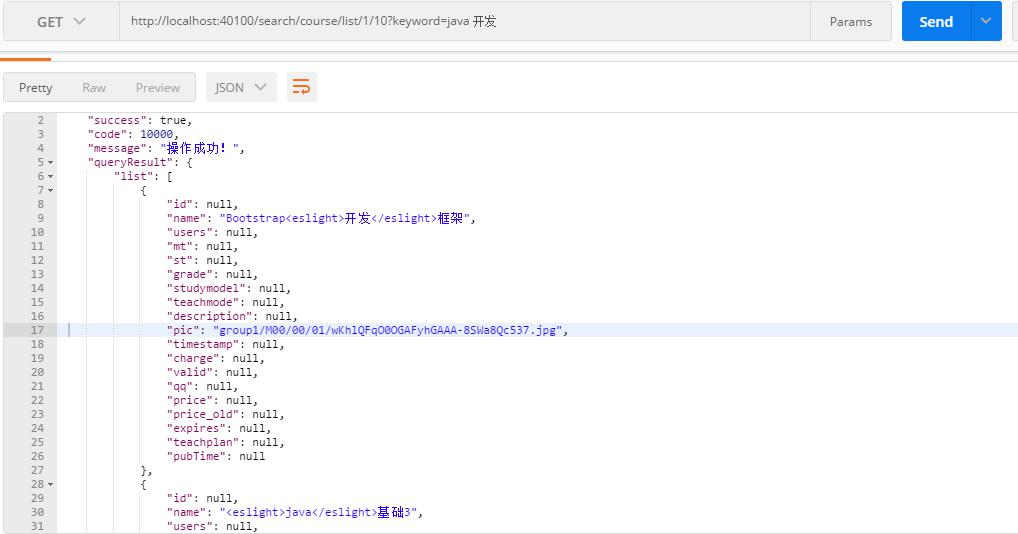 GET http://localhost:40100/search/course/list/1/10?keyword=java 开发 Params Send
Pretty Raw Preview JSON
2 "success": true,
3 "code": 10000,
4 "message": "操作成功！",
5 "queryResult": {
6 "list": [
7 {
8 "id": null,
9 "name": "Bootstrap<eslight>开发</eslight>框架",
10 "users": null,
11 "mt": null,
12 "st": null,
13 "grade": null,
14 "studymodel": null,
15 "teachmode": null,
16 "description": null,
17 "pic": "group1/M00/00/01/wKhlQFqO0OGAFyhGAAA-8SWa8Qc537.jpg",
18 "timestamp": null,
19 "charge": null,
20 "valid": null,
21 "qq": null,
22 "price": null,
23 "price_old": null,
24 "expires": null,
25 "teachplan": null,
26 "pubTime": null
27 },
28 {
29 "id": null,
30 "name": "<eslight>java</eslight>基础3",
31 "users": null,